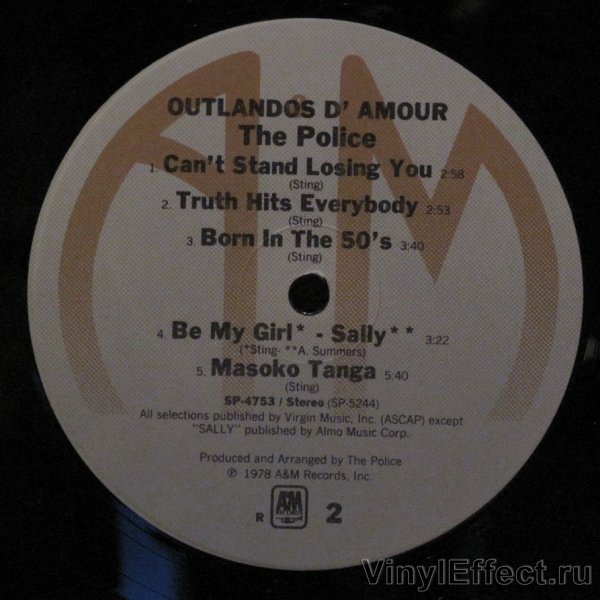 OUTLANDOS D' AMOUR
The Police
1. Can't Stand Losing You 2:58
(Sting)
2. Truth Hits Everybody 2:53
(Sting)
3. Born In The 50's 3:40
(Sting)
4. Be My Girl* - Sally** 3:22
(*Sting- **A. Summers)
5. Masoko Tanga 5:40
(Sting)
SP-4753 / Stereo (SP-5244)
All selections published by Virgin Music, Inc. (ASCAP) except
"SALLY" published by Almo Music Corp.
Produced and Arranged by The Police
℗ 1978 A&M Records, Inc.
R A&M RECORDS 2
VinylEffect.ru